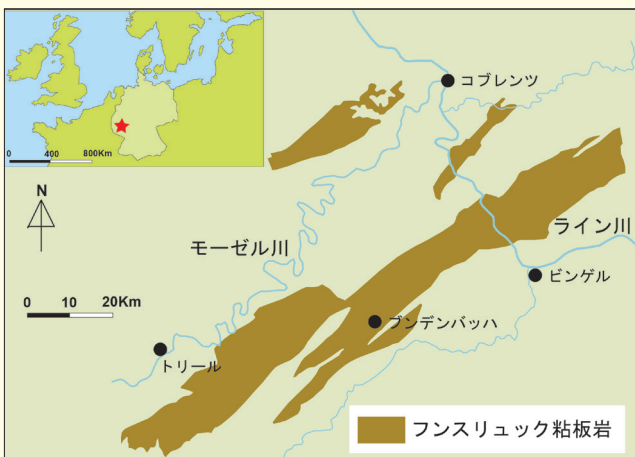 0 400 800Km
コブレンツ
N
モーゼル川
ライン川
ビンゲル
0 10 20Km
ブンデンバッハ
トリール
フンスリュック粘板岩